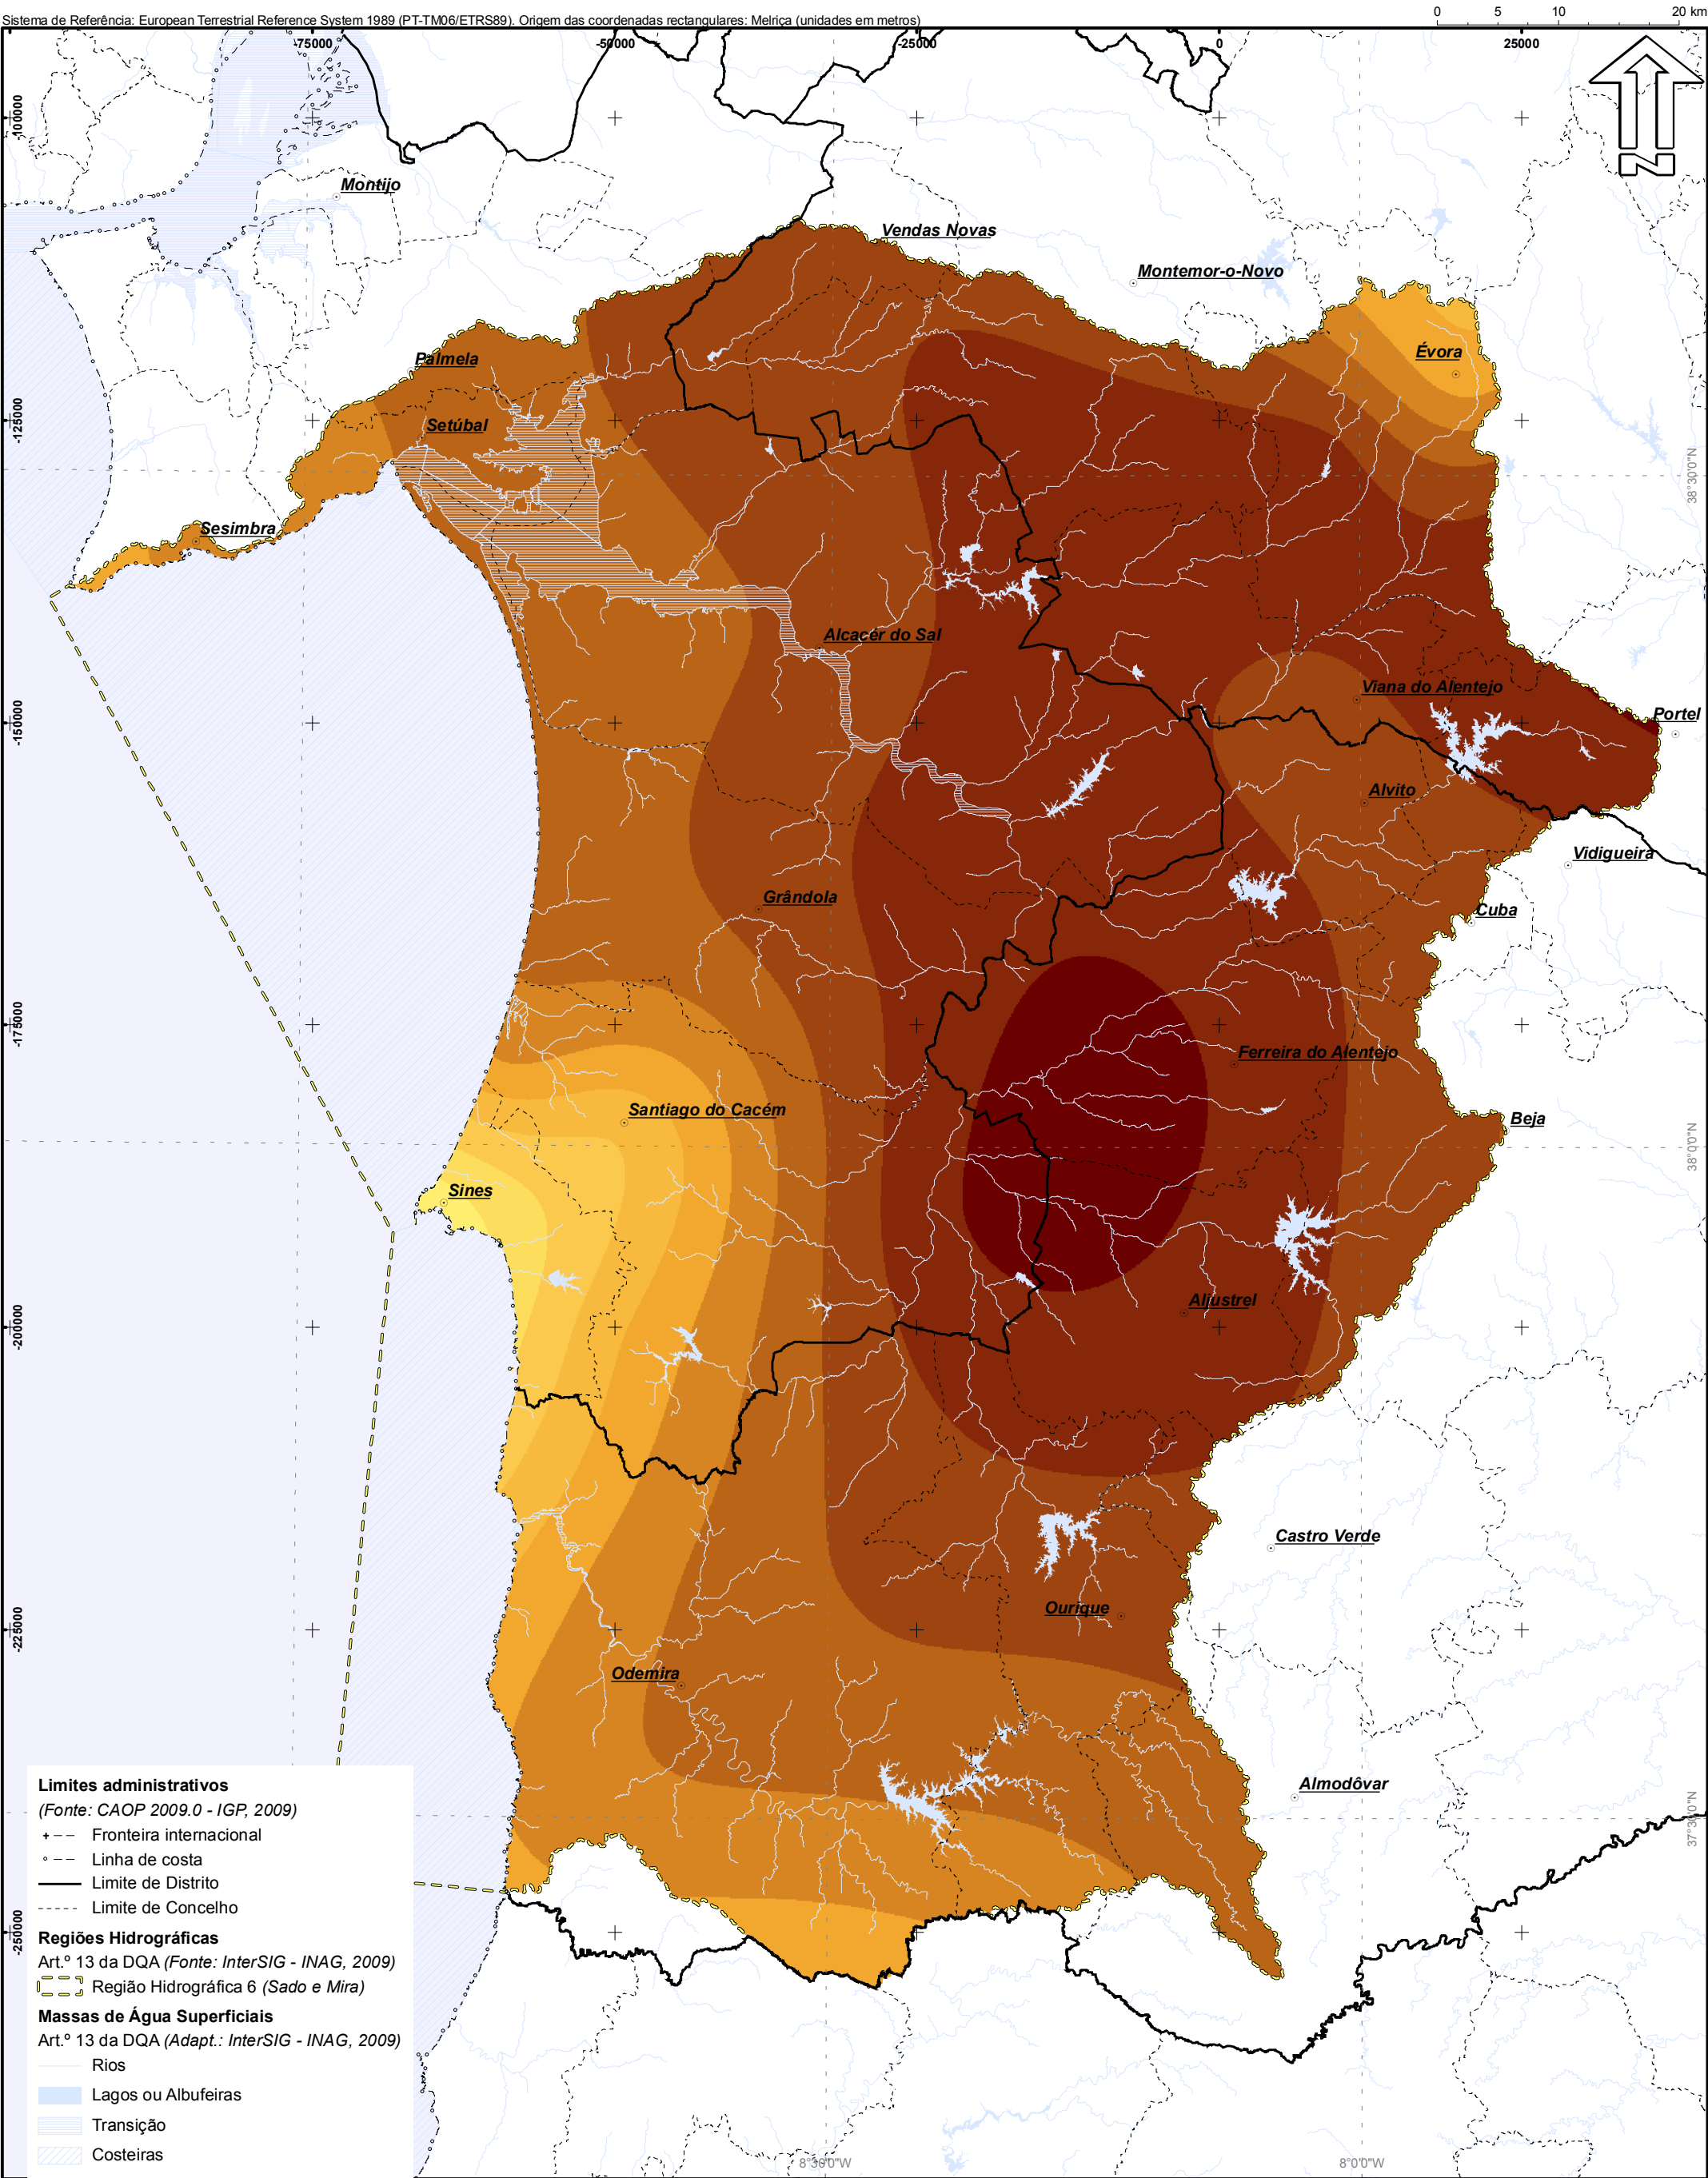 Sistema de Referência: European Terrestrial Reference System 1989 (PT-TM06/ETRS89). Origem das coordenadas rectangulares: Melriça (unidades em metros)
0 5 10 20 km
-75000 -50000 -25000 0 25000
-100000
Montijo
Vendas Novas
Montemor-o-Novo
N
Palmela
Évora
-125000
Setúbal
38°30'0"N
Sesimbra
Alcacér do Sal
Viana do Alentejo
Portel
-150000
Alvito
Vidigueira
Grândola
Cuba
-175000
Ferreira do Alentejo
Santiago do Cacém
Beja
38°0'0"N
Sines
Aljustrel
-200000
Castro Verde
Ourique
-225000
Odemira
Almodôvar
37°30'0"N
-250000
Limites administrativos
(Fonte: CAOP 2009.0 - IGP, 2009)
Fronteira internacional
Linha de costa
Limite de Distrito
Limite de Concelho
Regiões Hidrográficas
Art.º 13 da DQA (Fonte: InterSIG - INAG, 2009)
Região Hidrográfica 6 (Sado e Mira)
Massas de Água Superficiais
Art.º 13 da DQA (Adapt.: InterSIG - INAG, 2009)
Rios
Lagos ou Albufeiras
Transição
Costeiras
8°30'0"W 8°0'0"W